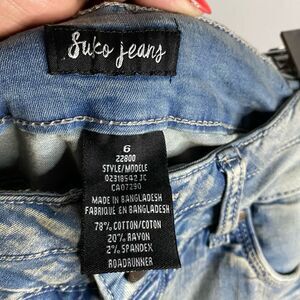 Suko jeans
6
22800
STYLE/MODELE
02318542 JC
CA07290
MADE IN BANGLADESH
FABRIQUE EN BANGLADESH
78% COTTON/COTON
20% RAYON
2% SPANDEX
ROADRUNNER